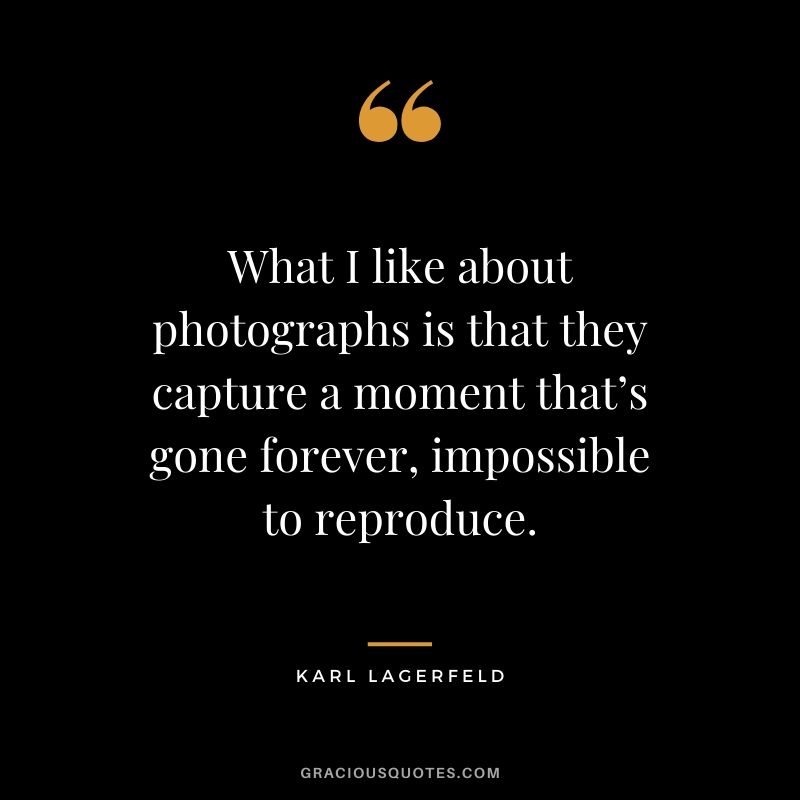 “
What I like about
photographs is that they
capture a moment that’s
gone forever, impossible
to reproduce.
KARL LAGERFELD
GRACIOUSQUOTES.COM